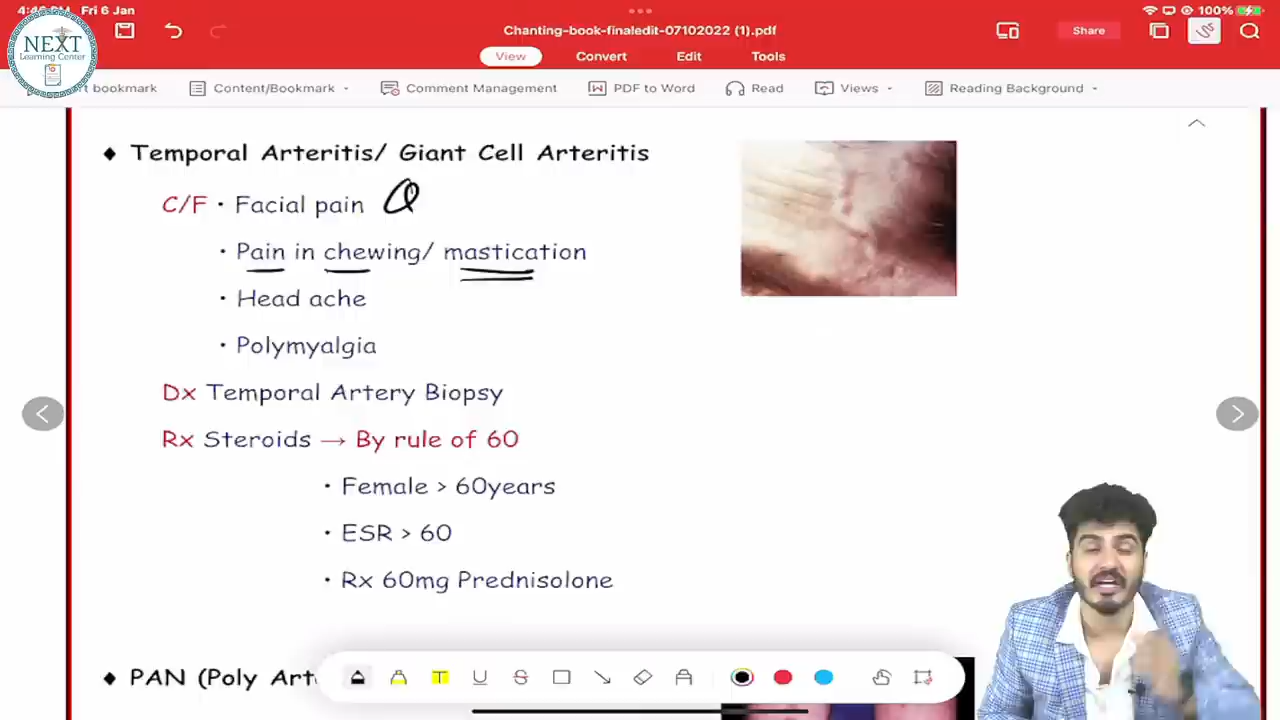 4:46 PM Fri 6 Jan
100%
NEXT
Learning Center
Chanting-book-finaledit-07102022 (1).pdf
Share
View Convert Edit Tools
bookmark Content/Bookmark Comment Management PDF to Word Read Views Reading Background
♦ Temporal Arteritis/ Giant Cell Arteritis
C/F • Facial pain
• Pain in chewing/ mastication
• Head ache
• Polymyalgia
Dx Temporal Artery Biopsy
Rx Steroids → By rule of 60
• Female > 60years
• ESR > 60
• Rx 60mg Prednisolone
♦ PAN (Poly Art